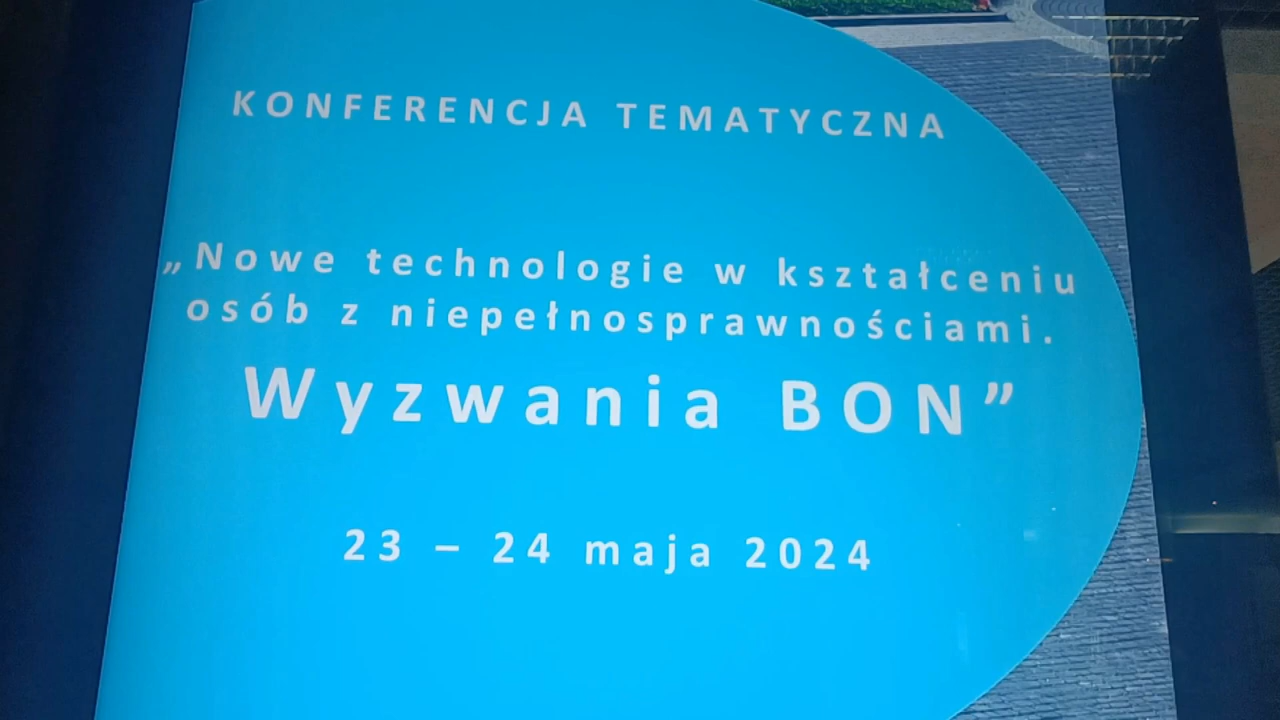 KONFERENCJA TEMATYCZNA
„Nowe technologie w kształceniu
osób z niepełnosprawnościami.
Wyzwania BON”
23 – 24 maja 2024